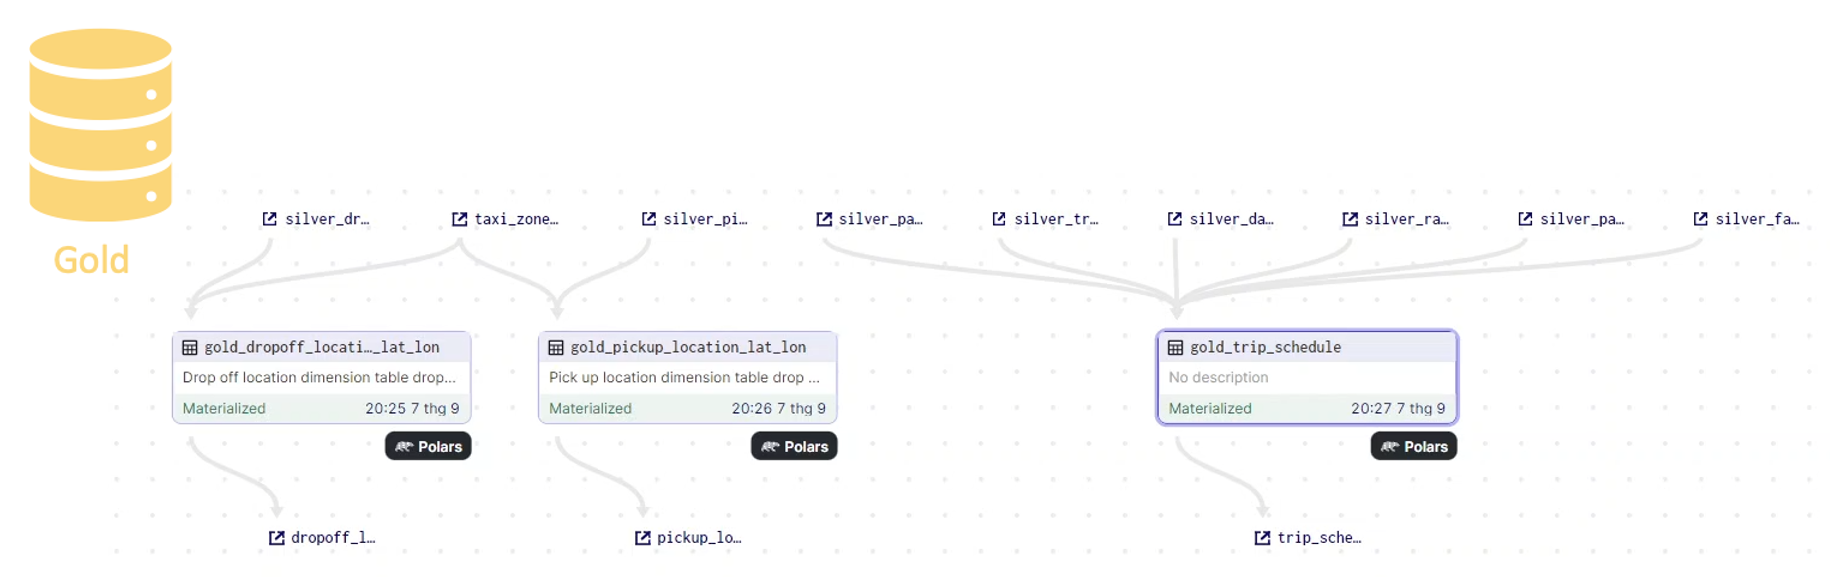 Gold
silver_dr…
taxi_zone…
silver_pi…
silver_pa…
silver_tr…
silver_da…
silver_ra…
silver_pa…
silver_fa…
gold_dropoff_locati…_lat_lon
Drop off location dimension table drop...
Materialized 20:25 7 thg 9
Polars
gold_pickup_location_lat_lon
Pick up location dimension table drop ...
Materialized 20:26 7 thg 9
Polars
gold_trip_schedule
No description
Materialized 20:27 7 thg 9
Polars
dropoff_l…
pickup_lo…
trip_sche…